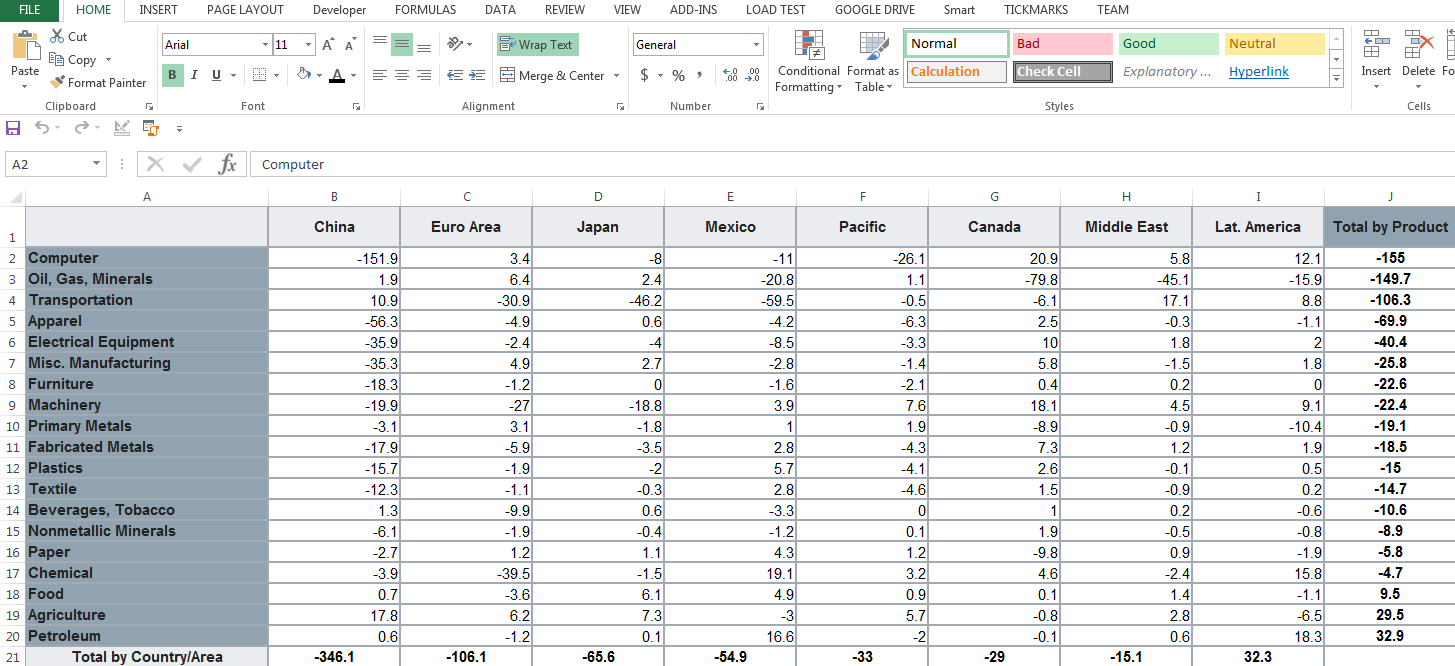 FILE HOME INSERT PAGE LAYOUT Developer FORMULAS DATA REVIEW VIEW ADD-INS LOAD TEST GOOGLE DRIVE Smart TICKMARKS TEAM
Paste
Cut
Copy
Format Painter
Clipboard
Arial 11 A A
B I U A
Font
Wrap Text
Merge & Center
Alignment
General
$ % , .0 .00 .00 .0
Number
Conditional Formatting
Format as Table
Normal Bad Good Neutral
Calculation Check Cell Explanatory ... Hyperlink
Styles
Insert Delete Fo
Cells
A2 fx Computer
A B C D E F G H I J
1 China Euro Area Japan Mexico Pacific Canada Middle East Lat. America Total by Product
2 Computer -151.9 3.4 -8 -11 -26.1 20.9 5.8 12.1 -155
3 Oil, Gas, Minerals 1.9 6.4 2.4 -20.8 1.1 -79.8 -45.1 -15.9 -149.7
4 Transportation 10.9 -30.9 -46.2 -59.5 -0.5 -6.1 17.1 8.8 -106.3
5 Apparel -56.3 -4.9 0.6 -4.2 -6.3 2.5 -0.3 -1.1 -69.9
6 Electrical Equipment -35.9 -2.4 -4 -8.5 -3.3 10 1.8 2 -40.4
7 Misc. Manufacturing -35.3 4.9 2.7 -2.8 -1.4 5.8 -1.5 1.8 -25.8
8 Furniture -18.3 -1.2 0 -1.6 -2.1 0.4 0.2 0 -22.6
9 Machinery -19.9 -27 -18.8 3.9 7.6 18.1 4.5 9.1 -22.4
10 Primary Metals -3.1 3.1 -1.8 1 1.9 -8.9 -0.9 -10.4 -19.1
11 Fabricated Metals -17.9 -5.9 -3.5 2.8 -4.3 7.3 1.2 1.9 -18.5
12 Plastics -15.7 -1.9 -2 5.7 -4.1 2.6 -0.1 0.5 -15
13 Textile -12.3 -1.1 -0.3 2.8 -4.6 1.5 -0.9 0.2 -14.7
14 Beverages, Tobacco 1.3 -9.9 0.6 -3.3 0 1 0.2 -0.6 -10.6
15 Nonmetallic Minerals -6.1 -1.9 -0.4 -1.2 0.1 1.9 -0.5 -0.8 -8.9
16 Paper -2.7 1.2 1.1 4.3 1.2 -9.8 0.9 -1.9 -5.8
17 Chemical -3.9 -39.5 -1.5 19.1 3.2 4.6 -2.4 15.8 -4.7
18 Food 0.7 -3.6 6.1 4.9 0.9 0.1 1.4 -1.1 9.5
19 Agriculture 17.8 6.2 7.3 -3 5.7 -0.8 2.8 -6.5 29.5
20 Petroleum 0.6 -1.2 0.1 16.6 -2 -0.1 0.6 18.3 32.9
21 Total by Country/Area -346.1 -106.1 -65.6 -54.9 -33 -29 -15.1 32.3